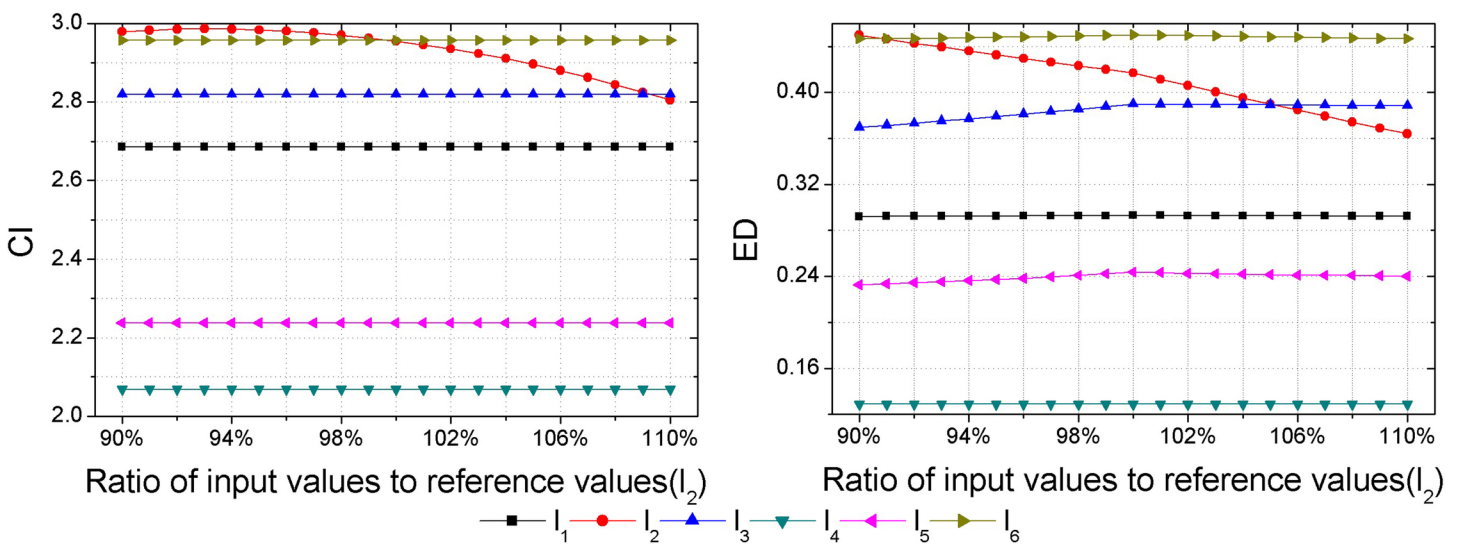 CI
3.0
2.8
2.6
2.4
2.2
2.0
90% 94% 98% 102% 106% 110%
Ratio of input values to reference values(I₂)
ED
0.40
0.32
0.24
0.16
90% 94% 98% 102% 106% 110%
Ratio of input values to reference values(I₂)
I₁ I₂ I₃ I₄ I₅ I₆